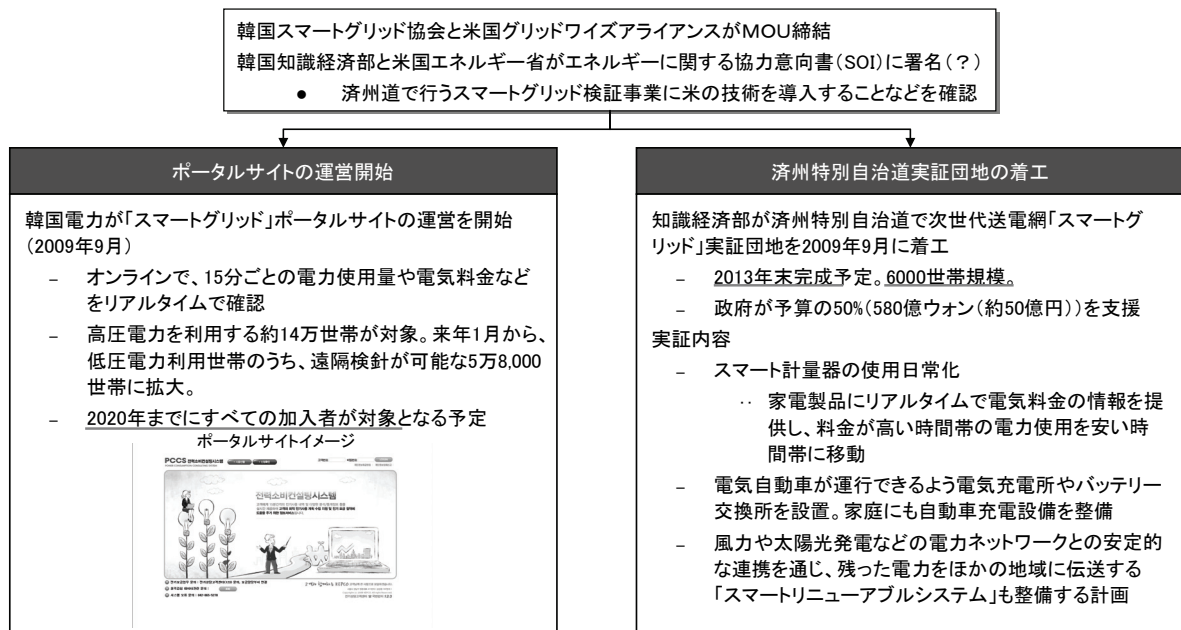 韓国スマートグリッド協会と米国グリッドワイズアライアンスがMOU締結
韓国知識経済部と米国エネルギー省がエネルギーに関する協力意向書(SOI)に署名(?)
● 済州道で行うスマートグリッド検証事業に米の技術を導入することなどを確認
ポータルサイトの運営開始
韓国電力が「スマートグリッド」ポータルサイトの運営を開始
(2009年9月)
– オンラインで、15分ごとの電力使用量や電気料金など
をリアルタイムで確認
– 高圧電力を利用する約14万世帯が対象。来年1月から、
低圧電力利用世帯のうち、遠隔検針が可能な5万8,000
世帯に拡大。
– 2020年までにすべての加入者が対象となる予定
ポータルサイトイメージ
PCCS 전력소비컨설팅시스템
전력소비컨설팅시스템
済州特別自治道実証団地の着工
知識経済部が済州特別自治道で次世代送電網「スマートグ
リッド」実証団地を2009年9月に着工
– 2013年末完成予定。6000世帯規模。
– 政府が予算の50%(580億ウォン(約50億円))を支援
実証内容
– スマート計量器の使用日常化
‥ 家電製品にリアルタイムで電気料金の情報を提
供し、料金が高い時間帯の電力使用を安い時
間帯に移動
– 電気自動車が運行できるよう電気充電所やバッテリー
交換所を設置。家庭にも自動車充電設備を整備
– 風力や太陽光発電などの電力ネットワークとの安定的
な連携を通じ、残った電力をほかの地域に伝送する
「スマートリニューアブルシステム」も整備する計画